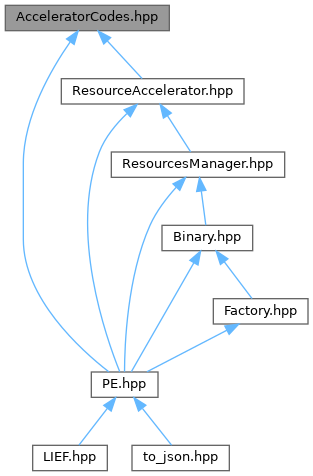 AcceleratorCodes.hpp
ResourceAccelerator.hpp
ResourcesManager.hpp
Binary.hpp
Factory.hpp
PE.hpp
LIEF.hpp
to_json.hpp